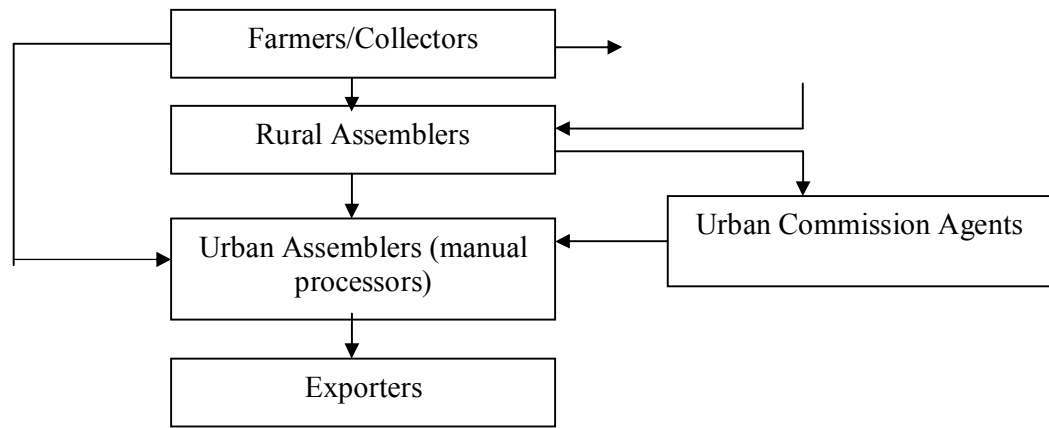 Farmers/Collectors
Rural Assemblers
Urban Commission Agents
Urban Assemblers (manual
processors)
Exporters